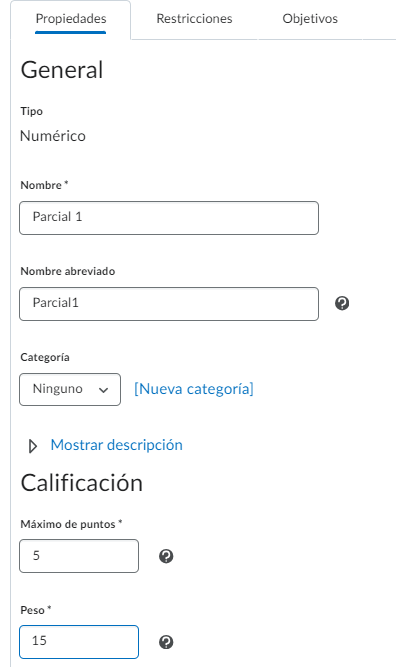 Propiedades Restricciones Objetivos
General
Tipo
Numérico
Nombre *
Parcial 1
Nombre abreviado
Parcial1
Categoría
Ninguno [Nueva categoría]
Mostrar descripción
Calificación
Máximo de puntos *
5
Peso *
15